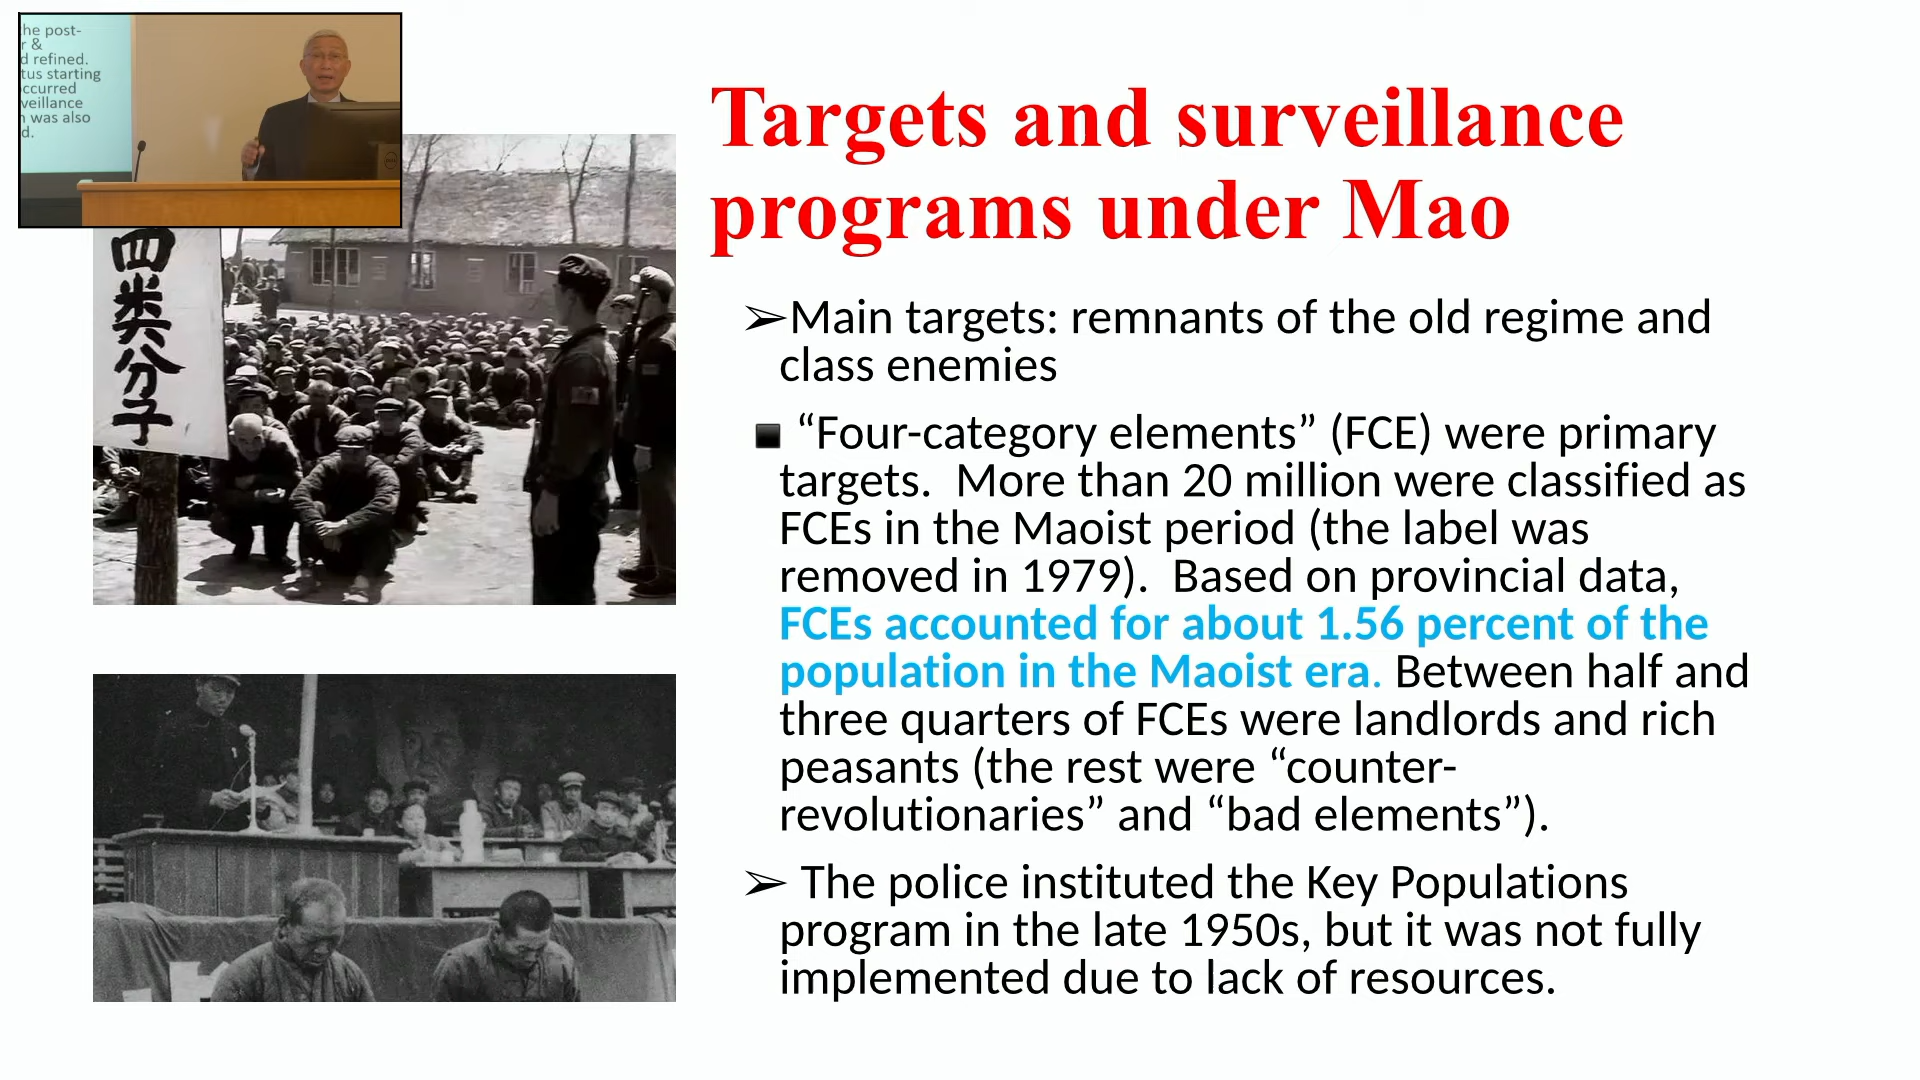 he post-
r &
d refined.
tus starting
ccurred
veillance
n was also
d.
四类分子
Targets and surveillance
programs under Mao
➢Main targets: remnants of the old regime and
class enemies
▪ “Four-category elements” (FCE) were primary
targets.  More than 20 million were classified as
FCEs in the Maoist period (the label was
removed in 1979).  Based on provincial data,
FCEs accounted for about 1.56 percent of the
population in the Maoist era. Between half and
three quarters of FCEs were landlords and rich
peasants (the rest were “counter-
revolutionaries” and “bad elements”).
➢ The police instituted the Key Populations
program in the late 1950s, but it was not fully
implemented due to lack of resources.